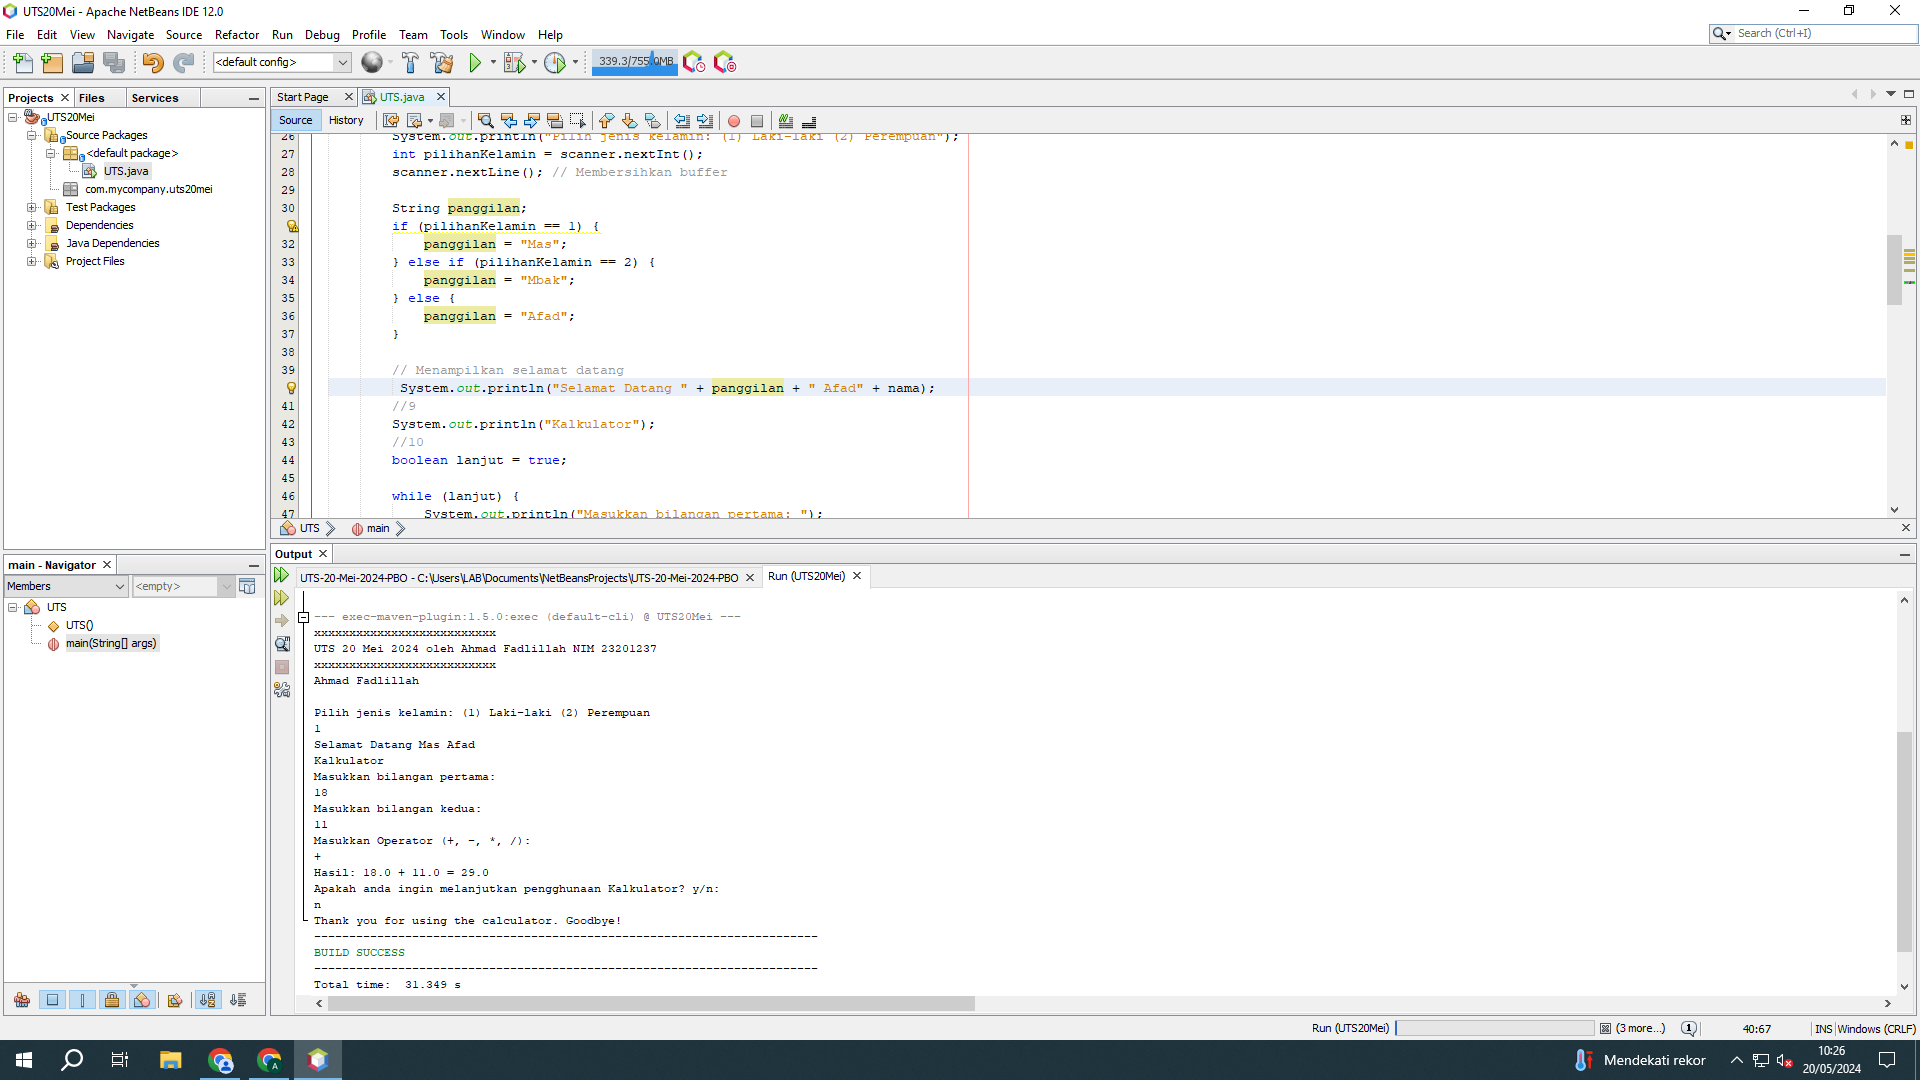 UTS20Mei - Apache NetBeans IDE 12.0
File Edit View Navigate Source Refactor Run Debug Profile Team Tools Window Help
Search (Ctrl+I)
<default config>
339.3/755.0MB
Projects Files Services
UTS20Mei
Source Packages
<default package>
UTS.java
com.mycompany.uts20mei
Test Packages
Dependencies
Java Dependencies
Project Files
Start Page UTS.java
Source History
26 System.out.println("Pilih jenis kelamin: (1) Laki-laki (2) Perempuan");
27 int pilihanKelamin = scanner.nextInt();
28 scanner.nextLine(); // Membersihkan buffer
29
30 String panggilan;
if (pilihanKelamin == 1) {
32 panggilan = "Mas";
33 } else if (pilihanKelamin == 2) {
34 panggilan = "Mbak";
35 } else {
36 panggilan = "Afad";
37 }
38
39 // Menampilkan selamat datang
System.out.println("Selamat Datang " + panggilan + " Afad" + nama);
41 //9
42 System.out.println("Kalkulator");
43 //10
44 boolean lanjut = true;
45
46 while (lanjut) {
47 System.out.println("Masukkan bilangan pertama: ");
UTS main
main - Navigator
Members <empty>
UTS
UTS()
main(String[] args)
Output
UTS-20-Mei-2024-PBO - C:\Users\LAB\Documents\NetBeansProjects\UTS-20-Mei-2024-PBO Run (UTS20Mei)
--- exec-maven-plugin:1.5.0:exec (default-cli) @ UTS20Mei ---
xxxxxxxxxxxxxxxxxxxxxxxxxx
UTS 20 Mei 2024 oleh Ahmad Fadlillah NIM 23201237
xxxxxxxxxxxxxxxxxxxxxxxxxx
Ahmad Fadlillah
Pilih jenis kelamin: (1) Laki-laki (2) Perempuan
1
Selamat Datang Mas Afad
Kalkulator
Masukkan bilangan pertama:
18
Masukkan bilangan kedua:
11
Masukkan Operator (+, -, *, /):
+
Hasil: 18.0 + 11.0 = 29.0
Apakah anda ingin melanjutkan pengghunaan Kalkulator? y/n:
n
Thank you for using the calculator. Goodbye!
------------------------------------------------------------------------
BUILD SUCCESS
------------------------------------------------------------------------
Total time:  31.349 s
Run (UTS20Mei) (3 more...) 1 40:67 INS Windows (CRLF)
Mendekati rekor
10:26
20/05/2024